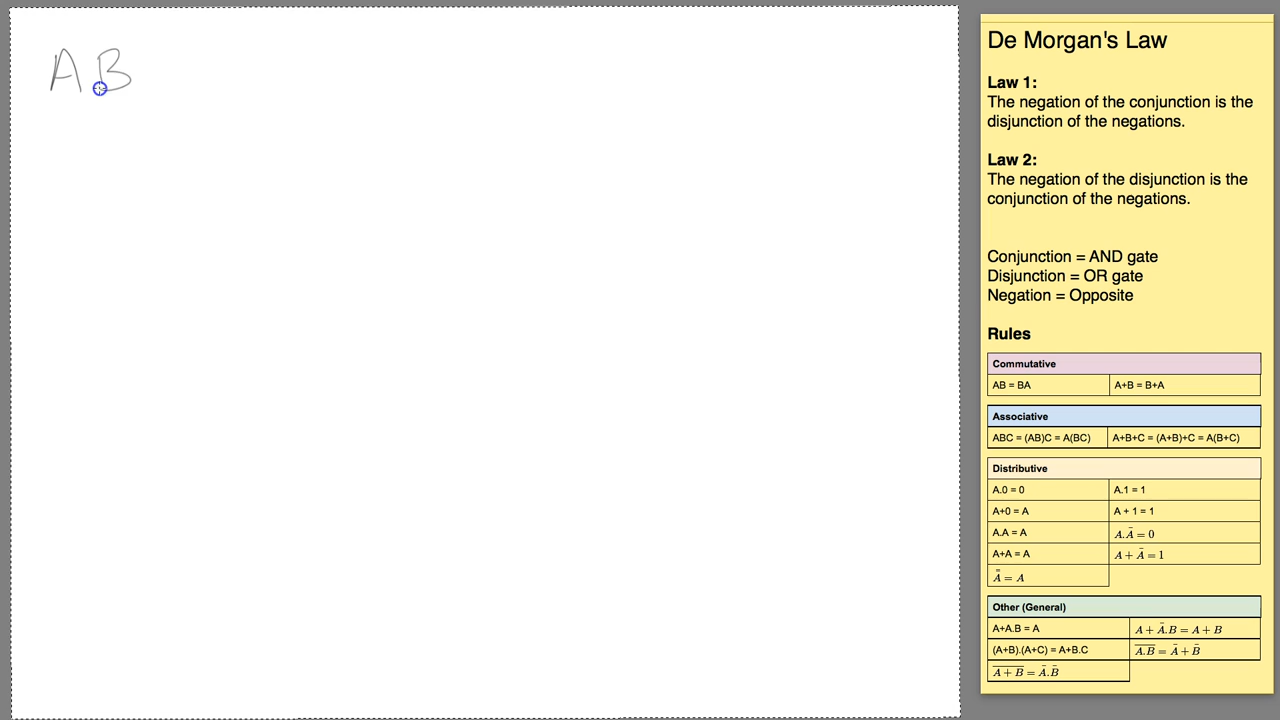 AB
De Morgan's Law
Law 1:
The negation of the conjunction is the
disjunction of the negations.
Law 2:
The negation of the disjunction is the
conjunction of the negations.
Conjunction = AND gate
Disjunction = OR gate
Negation = Opposite
Rules
Commutative
AB = BA A+B = B+A
Associative
ABC = (AB)C = A(BC) A+B+C = (A+B)+C = A(B+C)
Distributive
A.0 = 0 A.1 = 1
A+0 = A A + 1 = 1
A.A = A A.Ā = 0
A+A = A A + Ā = 1
A̿ = A
Other (General)
A+A.B = A A + Ā.B = A + B
(A+B).(A+C) = A+B.C A̅.̅B̅ = Ā + B̄
A̅ ̅+̅ ̅B̅ = Ā.B̄